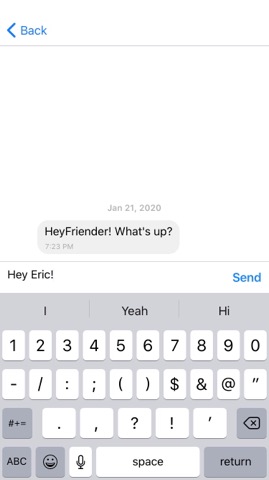 Back
Jan 21, 2020
HeyFriender! What's up?
7:23 PM
Hey Eric!
Send
I Yeah Hi
1 2 3 4 5 6 7 8 9 0
- / : ; ( ) $ & @ "
#+= . , ? ! '
ABC space return